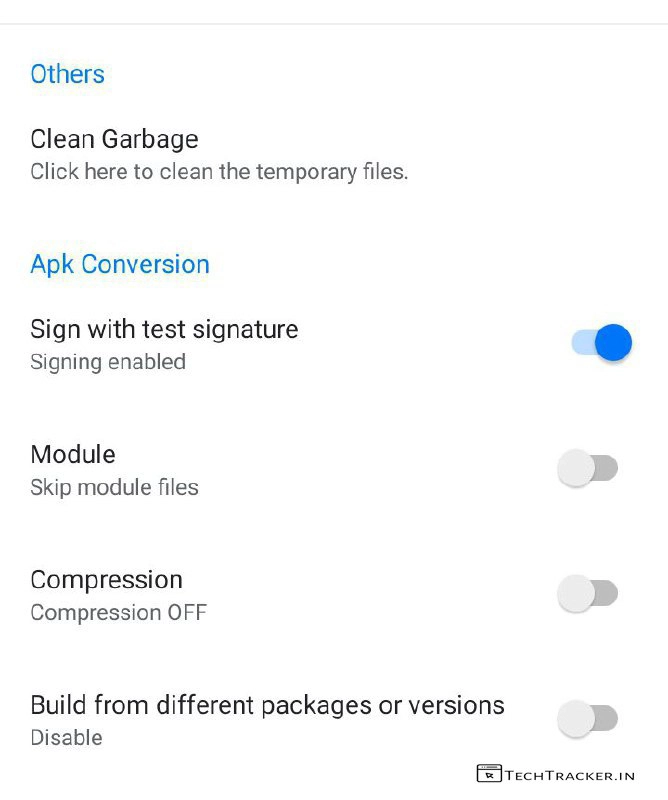 Others
Clean Garbage
Click here to clean the temporary files.
Apk Conversion
Sign with test signature
Signing enabled
Module
Skip module files
Compression
Compression OFF
Build from different packages or versions
Disable
TECHTRACKER.IN